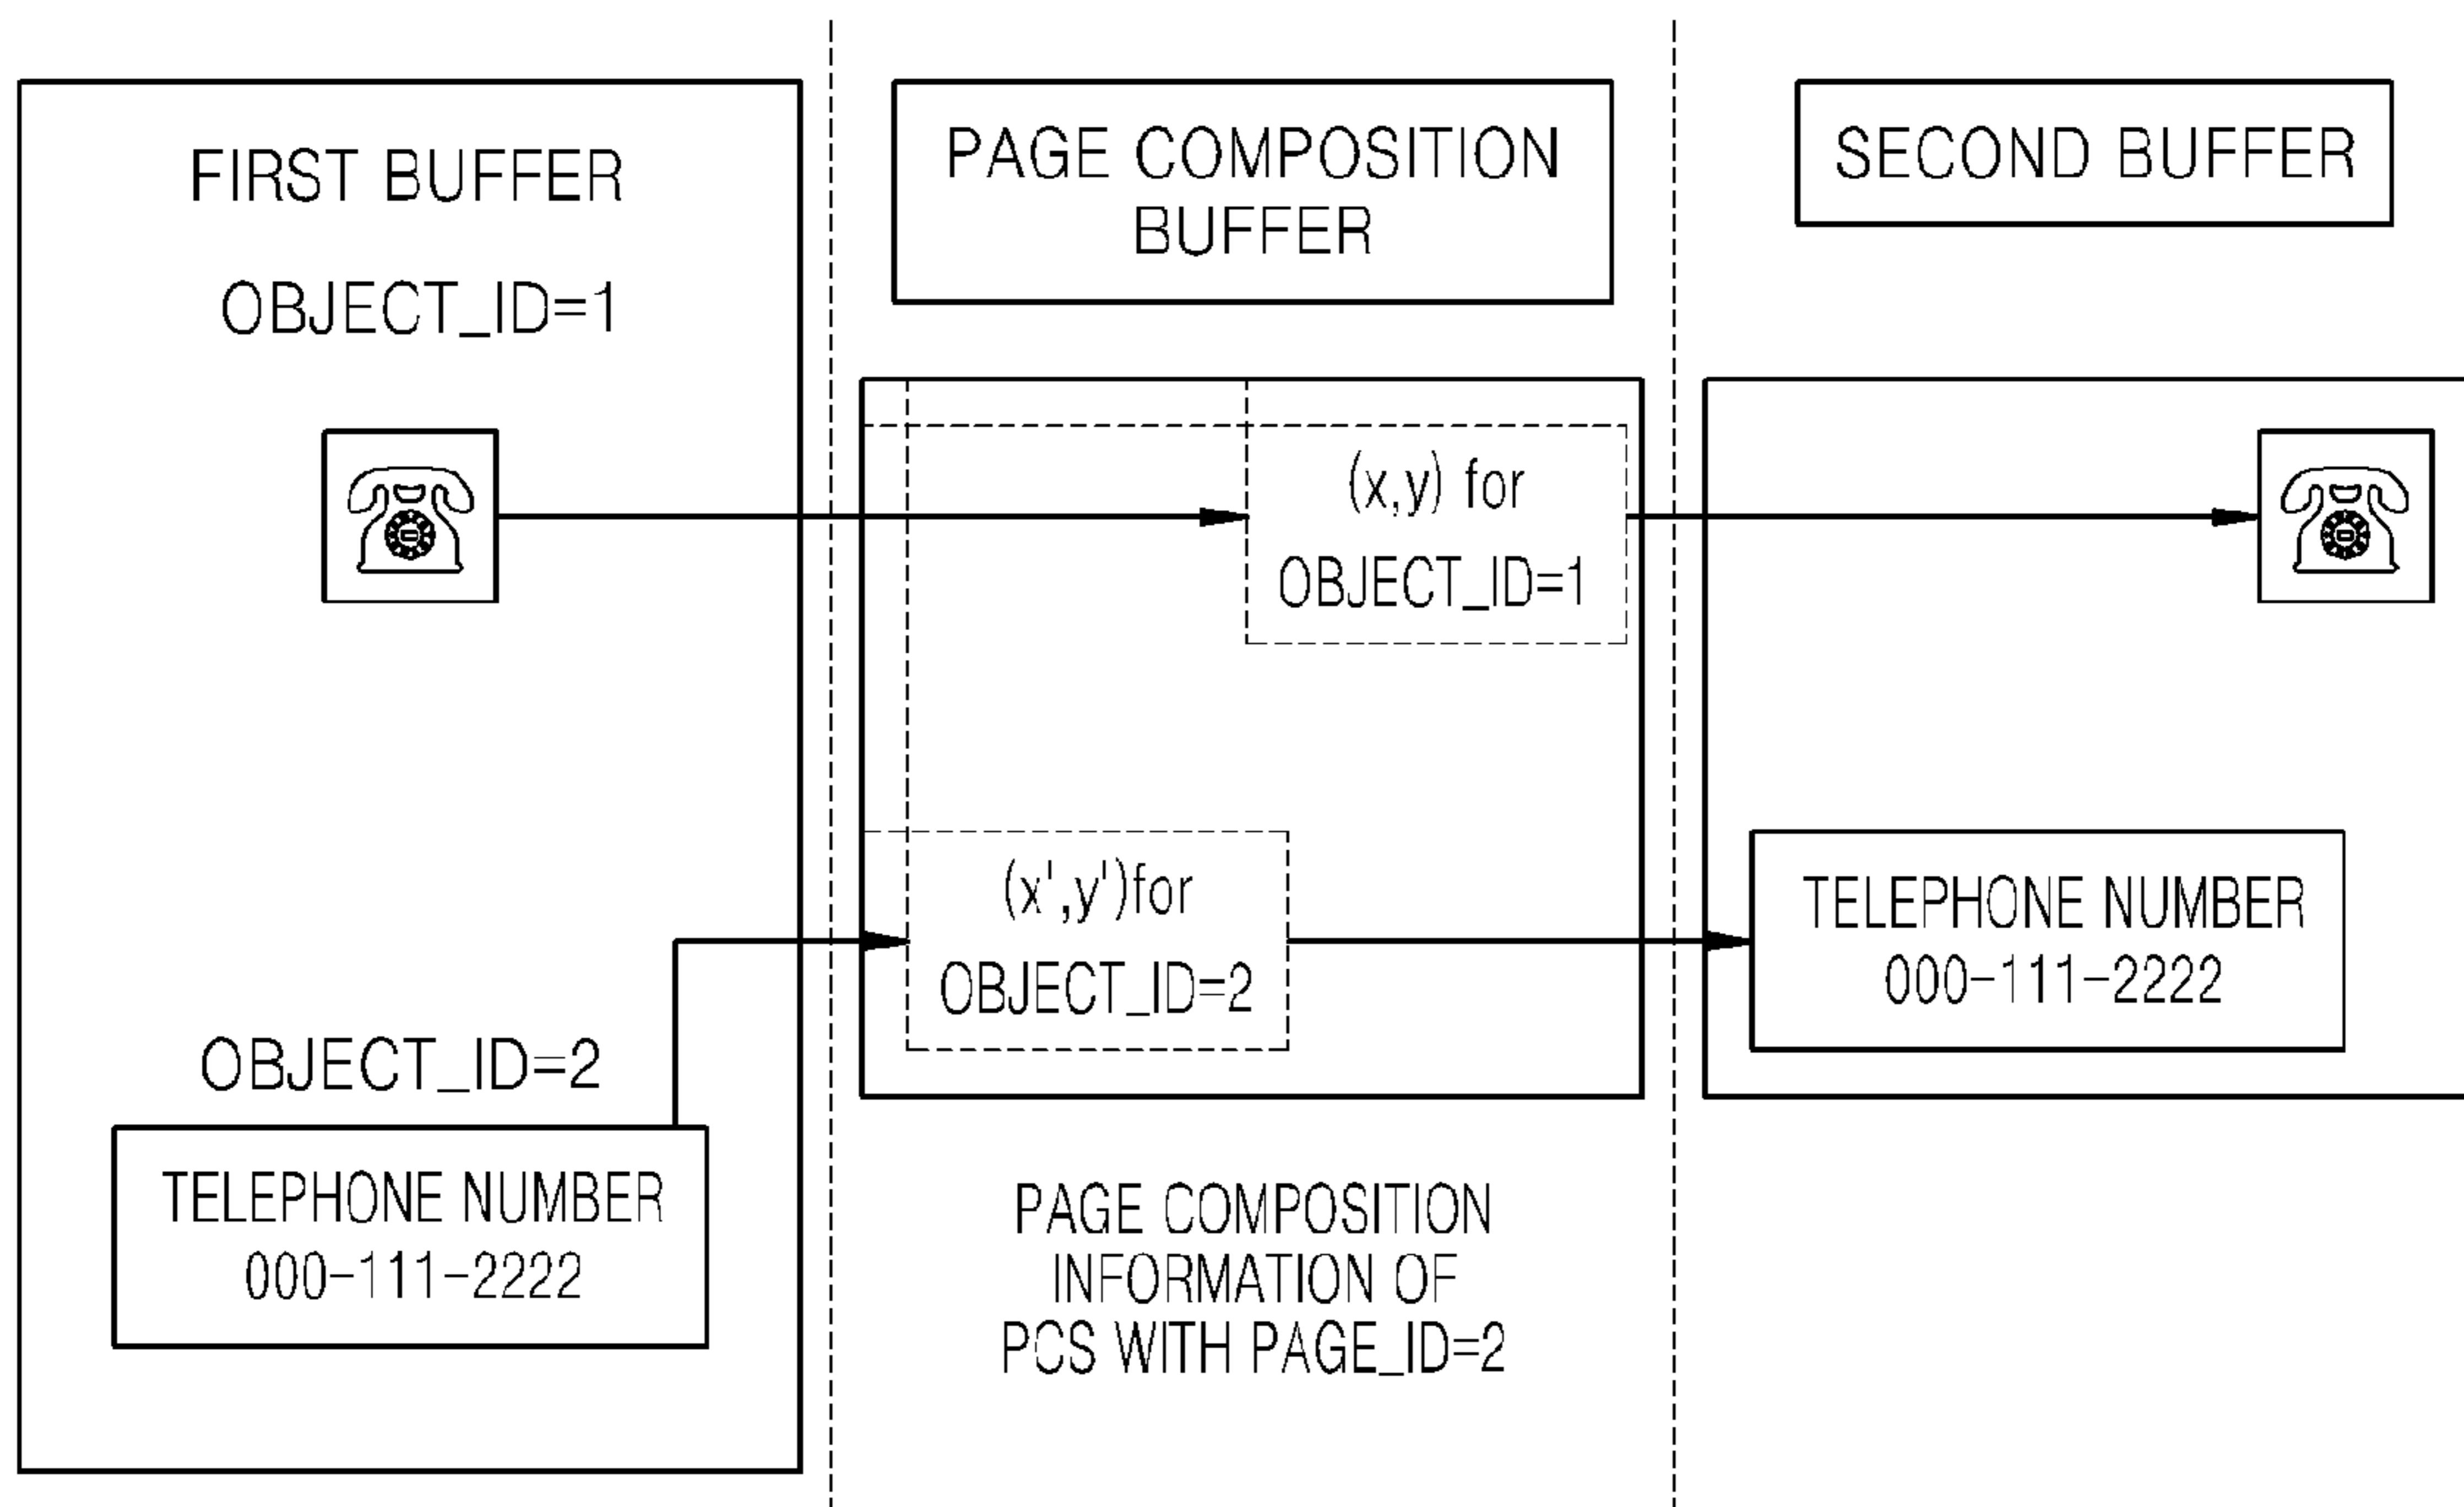 FIRST BUFFER
OBJECT_ID=1
OBJECT_ID=2
TELEPHONE NUMBER
000-111-2222
PAGE COMPOSITION
BUFFER
(x,y) for
OBJECT_ID=1
(x',y')for
OBJECT_ID=2
PAGE COMPOSITION
INFORMATION OF
PCS WITH PAGE_ID=2
SECOND BUFFER
TELEPHONE NUMBER
000-111-2222